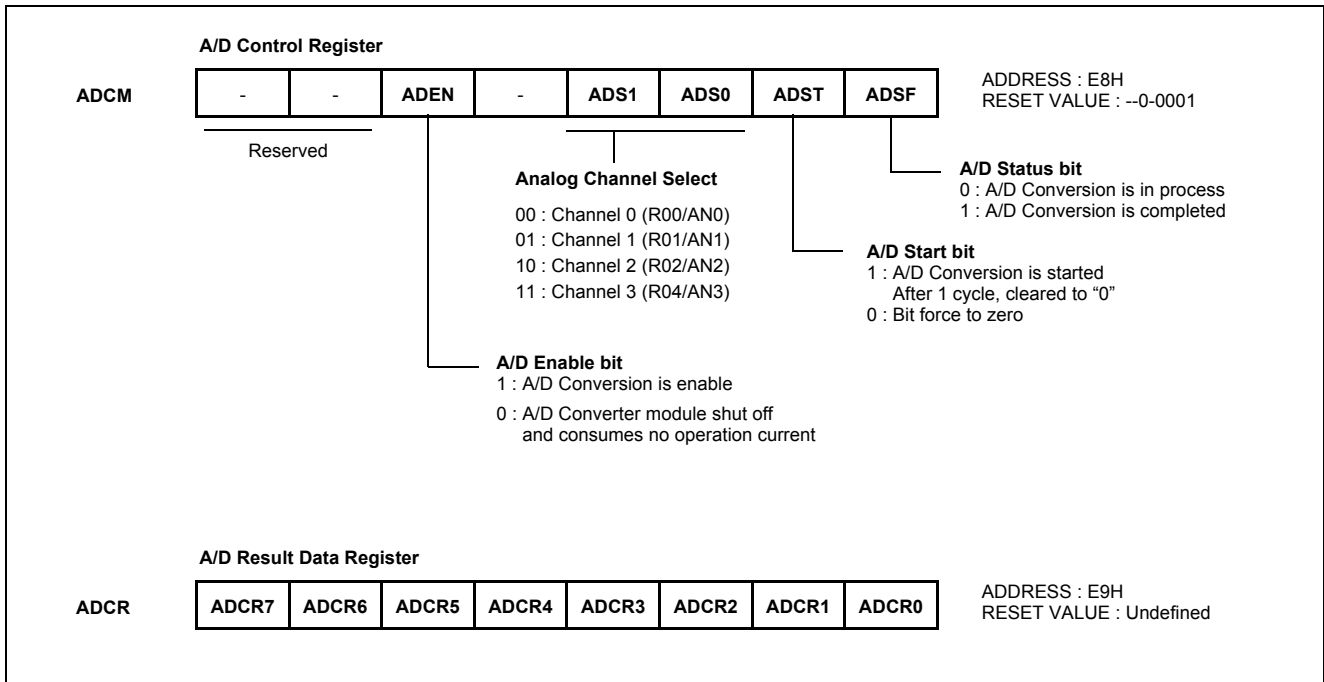 A/D Control Register
ADCM - - ADEN - ADS1 ADS0 ADST ADSF
ADDRESS : E8H
RESET VALUE : --0-0001
Reserved
Analog Channel Select
00 : Channel 0 (R00/AN0)
01 : Channel 1 (R01/AN1)
10 : Channel 2 (R02/AN2)
11 : Channel 3 (R04/AN3)
A/D Status bit
0 : A/D Conversion is in process
1 : A/D Conversion is completed
A/D Start bit
1 : A/D Conversion is started
After 1 cycle, cleared to “0”
0 : Bit force to zero
A/D Enable bit
1 : A/D Conversion is enable
0 : A/D Converter module shut off
and consumes no operation current
A/D Result Data Register
ADCR ADCR7 ADCR6 ADCR5 ADCR4 ADCR3 ADCR2 ADCR1 ADCR0
ADDRESS : E9H
RESET VALUE : Undefined